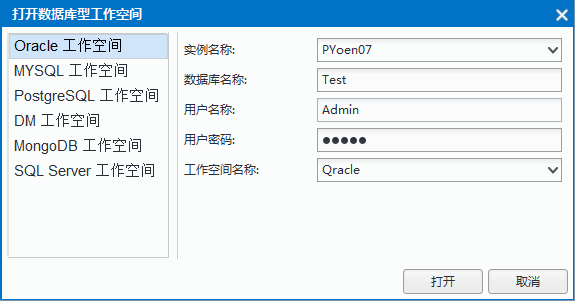 打开数据库型工作空间
Oracle 工作空间
MYSQL 工作空间
PostgreSQL 工作空间
DM 工作空间
MongoDB 工作空间
SQL Server 工作空间
实例名称: PYoen07
数据库名称: Test
用户名称: Admin
用户密码: ●●●●●
工作空间名称: Qracle
打开 取消